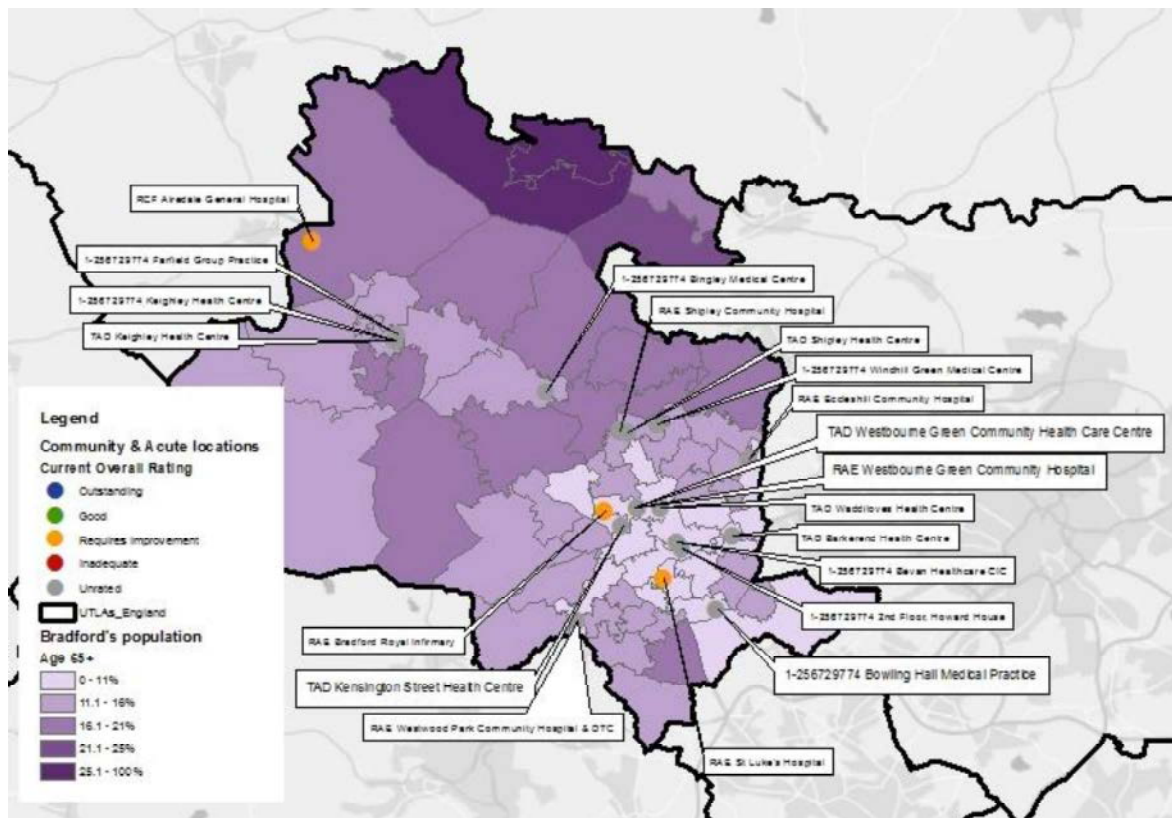 RCF Airedale General Hospital
1-256729774 Farfield Group Practice
1-256729774 Keighley Health Centre
TAD Keighley Health Centre
1-256729774 Bingley Medical Centre
RAE Shipley Community Hospital
TAD Shipley Health Centre
1-256729774 Windhill Green Medical Centre
RAE Eccleshill Community Hospital
TAD Westbourne Green Community Health Care Centre
RAE Westbourne Green Community Hospital
TAD Waddiloves Health Centre
TAD Barkerend Health Centre
1-256729774 Bevan Healthcare CIC
1-256729774 2nd Floor, Howard House
1-256729774 Bowling Hall Medical Practice
RAE Bradford Royal Infirmary
TAD Kensington Street Health Centre
RAE Westwood Park Community Hospital & DTC
RAE St Luke's Hospital
Legend
Community & Acute locations
Current Overall Rating
Outstanding
Good
Requires Improvement
Inadequate
Unrated
UTLAs_England
Bradford's population
Age 65+
0 - 11%
11.1 - 16%
16.1 - 21%
21.1 - 25%
25.1 - 100%